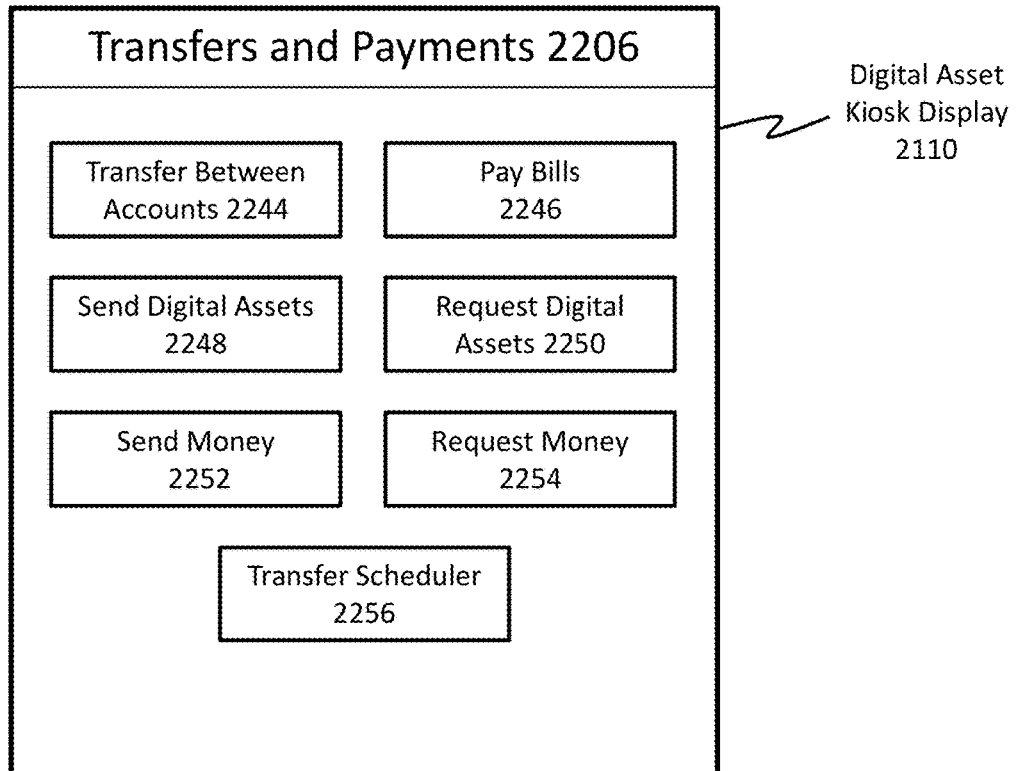 Transfers and Payments 2206
Digital Asset
Kiosk Display
2110
Transfer Between
Accounts 2244
Pay Bills
2246
Send Digital Assets
2248
Request Digital
Assets 2250
Send Money
2252
Request Money
2254
Transfer Scheduler
2256